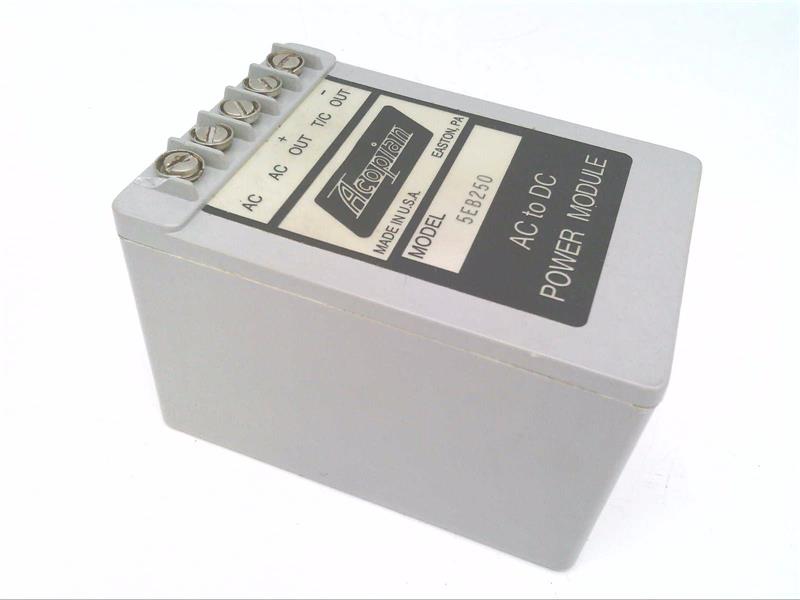 AC AC + OUT T/C - OUT
Acopian
MADE IN U.S.A. EASTON, PA
MODEL 5EB250
AC to DC
POWER MODULE